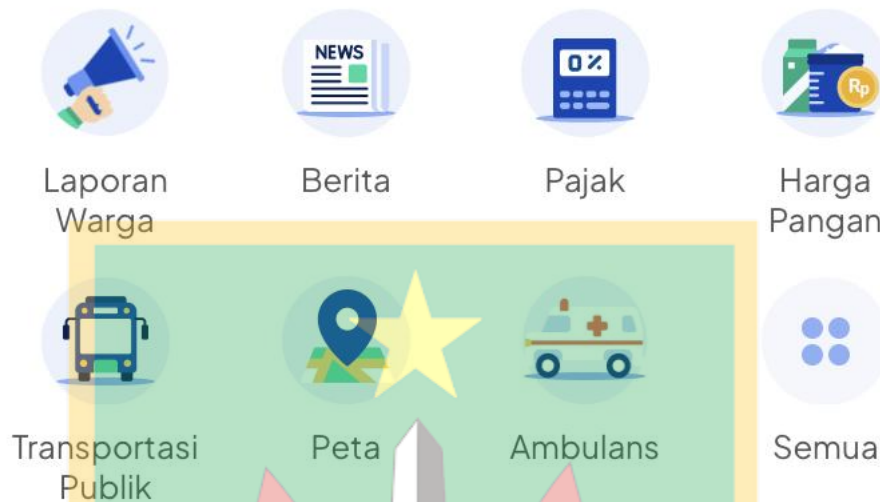 NEWS
0 %
Rp
Laporan
Warga
Berita
Pajak
Harga
Pangan
Transportasi
Publik
Peta
Ambulans
Semua